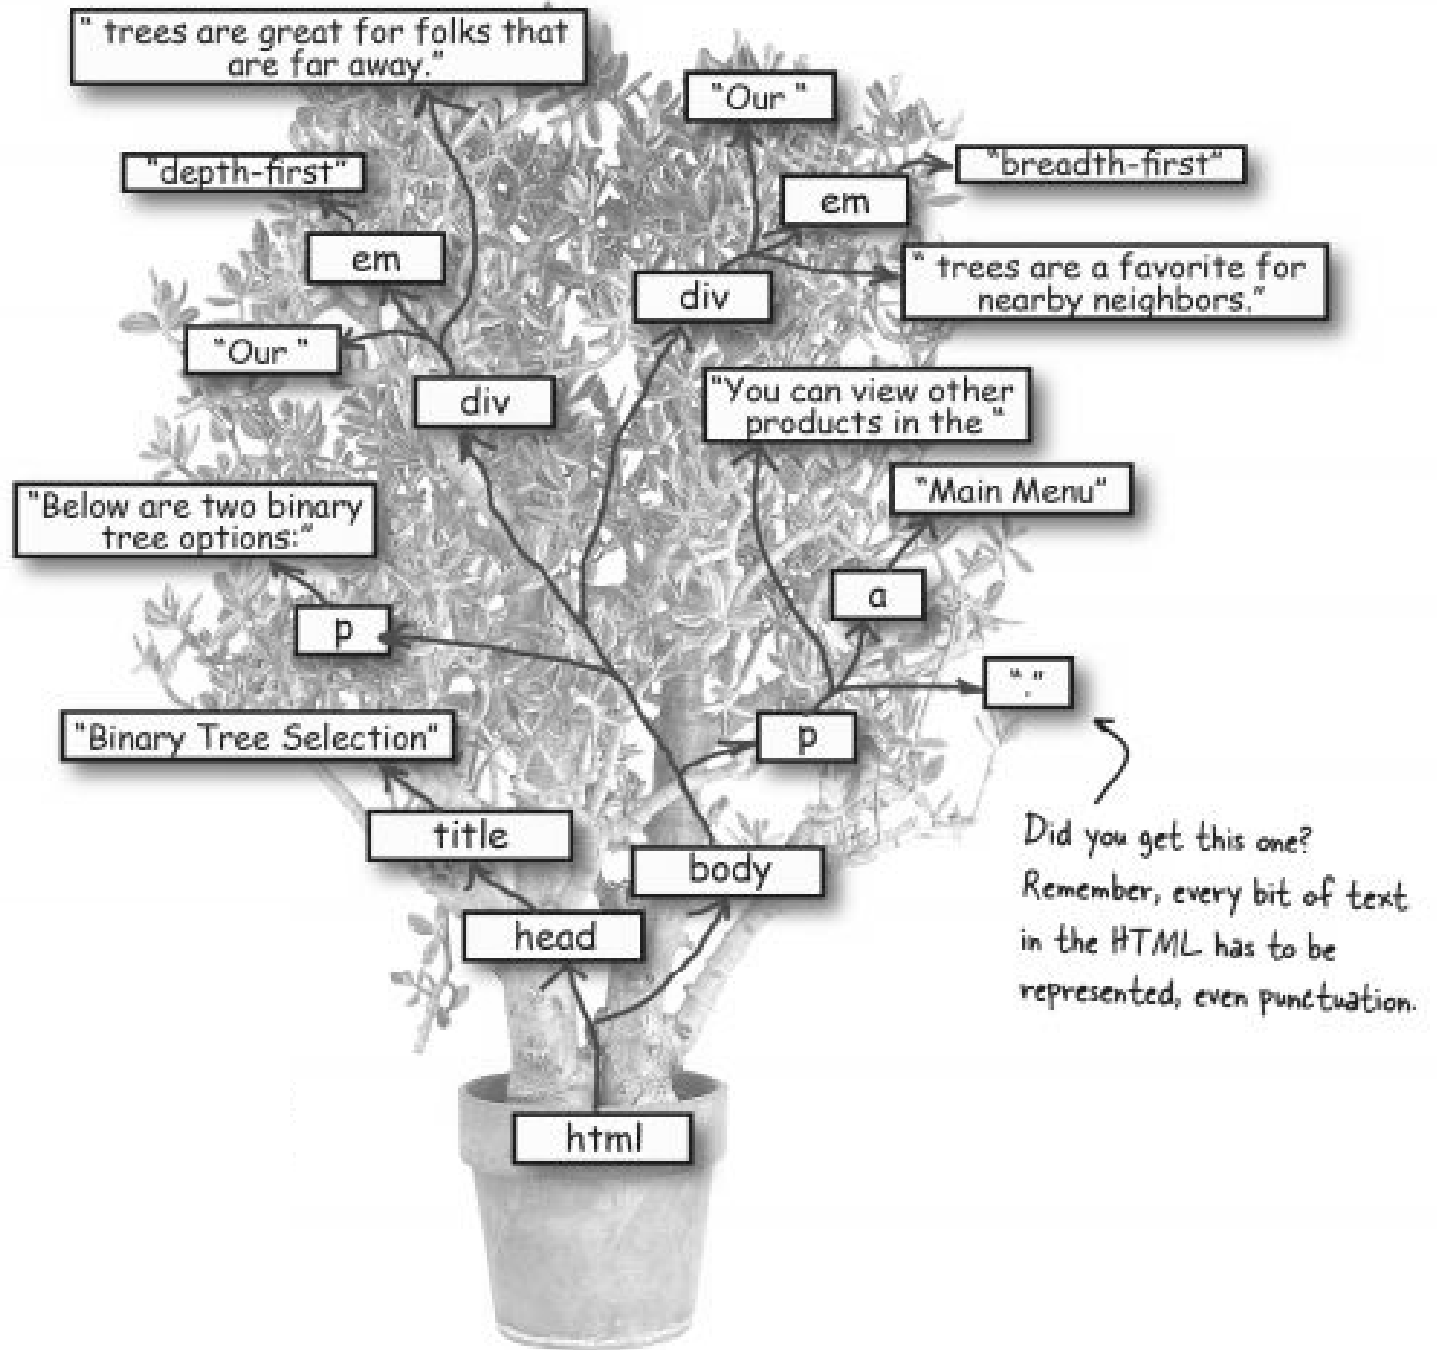 " trees are great for folks that
are far away."
"Our "
"depth-first"
"breadth-first"
em
em
" trees are a favorite for
nearby neighbors."
div
"Our "
div
"You can view other
products in the "
"Main Menu"
"Below are two binary
tree options:"
a
p
"."
"Binary Tree Selection"
p
title
body
head
html
Did you get this one?
Remember, every bit of text
in the HTML has to be
represented, even punctuation.